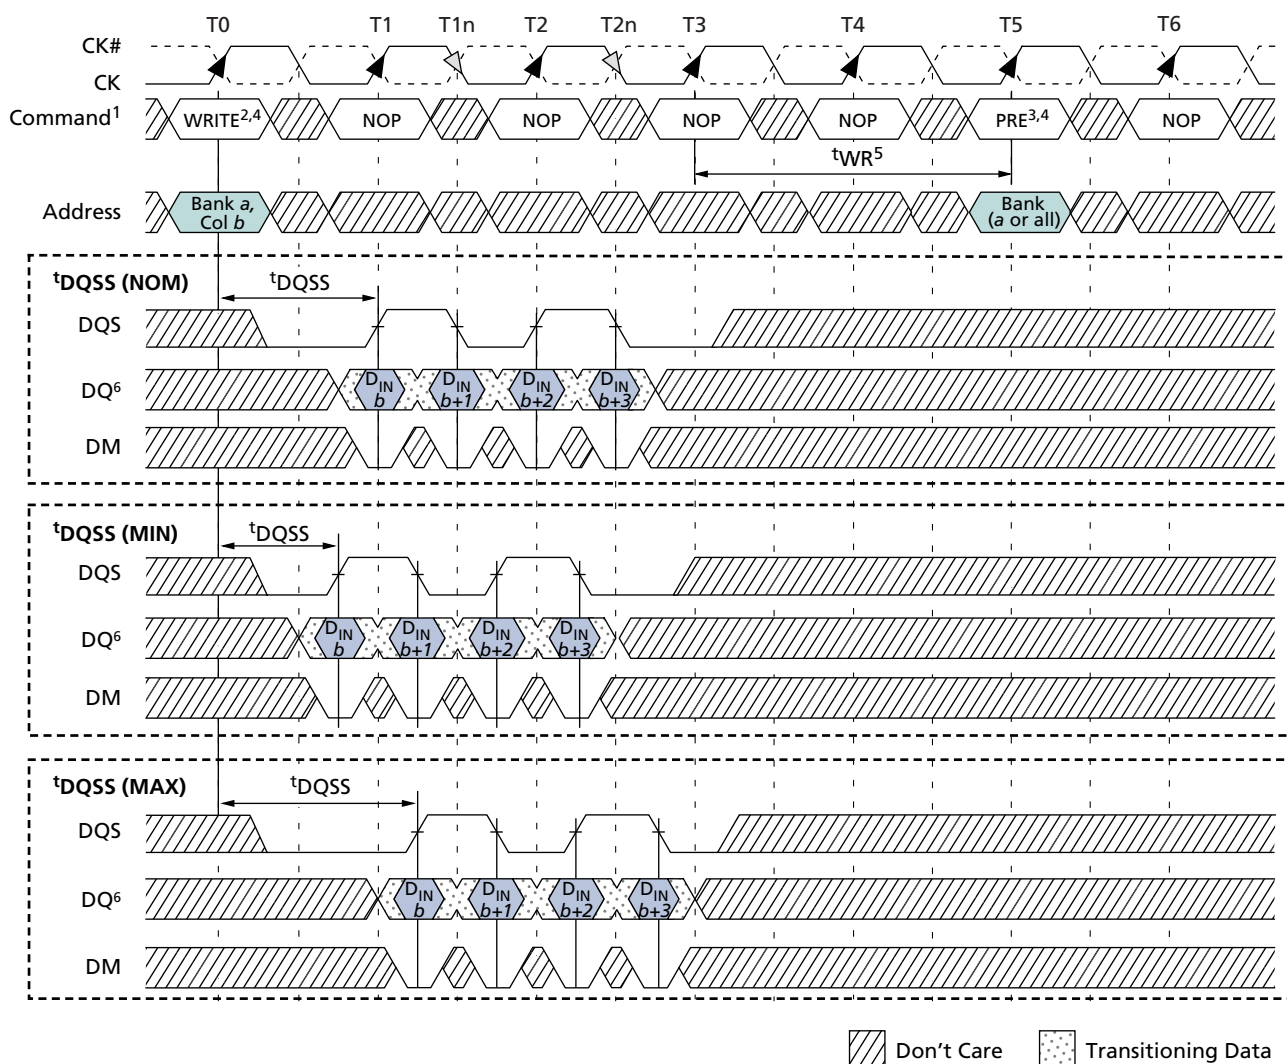 T0 T1 T1n T2 T2n T3 T4 T5 T6
CK#
CK
Command1 WRITE2,4 NOP NOP NOP NOP PRE3,4 NOP
tWR5
Address Bank a, Col b Bank (a or all)
tDQSS (NOM) tDQSS
DQS
DQ6 DIN b DIN b+1 DIN b+2 DIN b+3
DM
tDQSS (MIN) tDQSS
DQS
DQ6 DIN b DIN b+1 DIN b+2 DIN b+3
DM
tDQSS (MAX) tDQSS
DQS
DQ6 DIN b DIN b+1 DIN b+2 DIN b+3
DM
Don't Care Transitioning Data